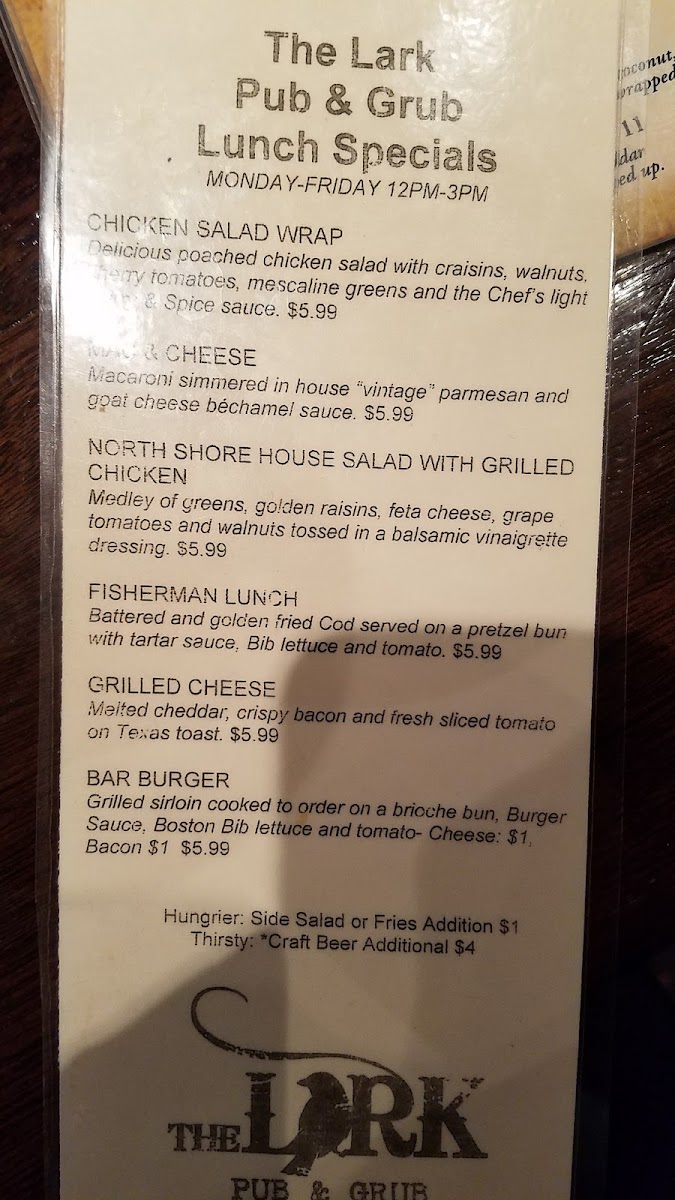 The Lark
Pub & Grub
Lunch Specials
MONDAY-FRIDAY 12PM-3PM
CHICKEN SALAD WRAP
Delicious poached chicken salad with craisins, walnuts,
cherry tomatoes, mescaline greens and the Chef's light
& Spice sauce. $5.99
MAC & CHEESE
Macaroni simmered in house "vintage" parmesan and
goat cheese béchamel sauce. $5.99
NORTH SHORE HOUSE SALAD WITH GRILLED
CHICKEN
Medley of greens, golden raisins, feta cheese, grape
tomatoes and walnuts tossed in a balsamic vinaigrette
dressing. $5.99
FISHERMAN LUNCH
Battered and golden fried Cod served on a pretzel bun
with tartar sauce, Bib lettuce and tomato. $5.99
GRILLED CHEESE
Melted cheddar, crispy bacon and fresh sliced tomato
on Texas toast. $5.99
BAR BURGER
Grilled sirloin cooked to order on a brioche bun, Burger
Sauce, Boston Bib lettuce and tomato- Cheese: $1,
Bacon $1 $5.99
Hungrier: Side Salad or Fries Addition $1
Thirsty: *Craft Beer Additional $4
THE LARK
PUB & GRUB
coconut,
wrapped
11
ed up.